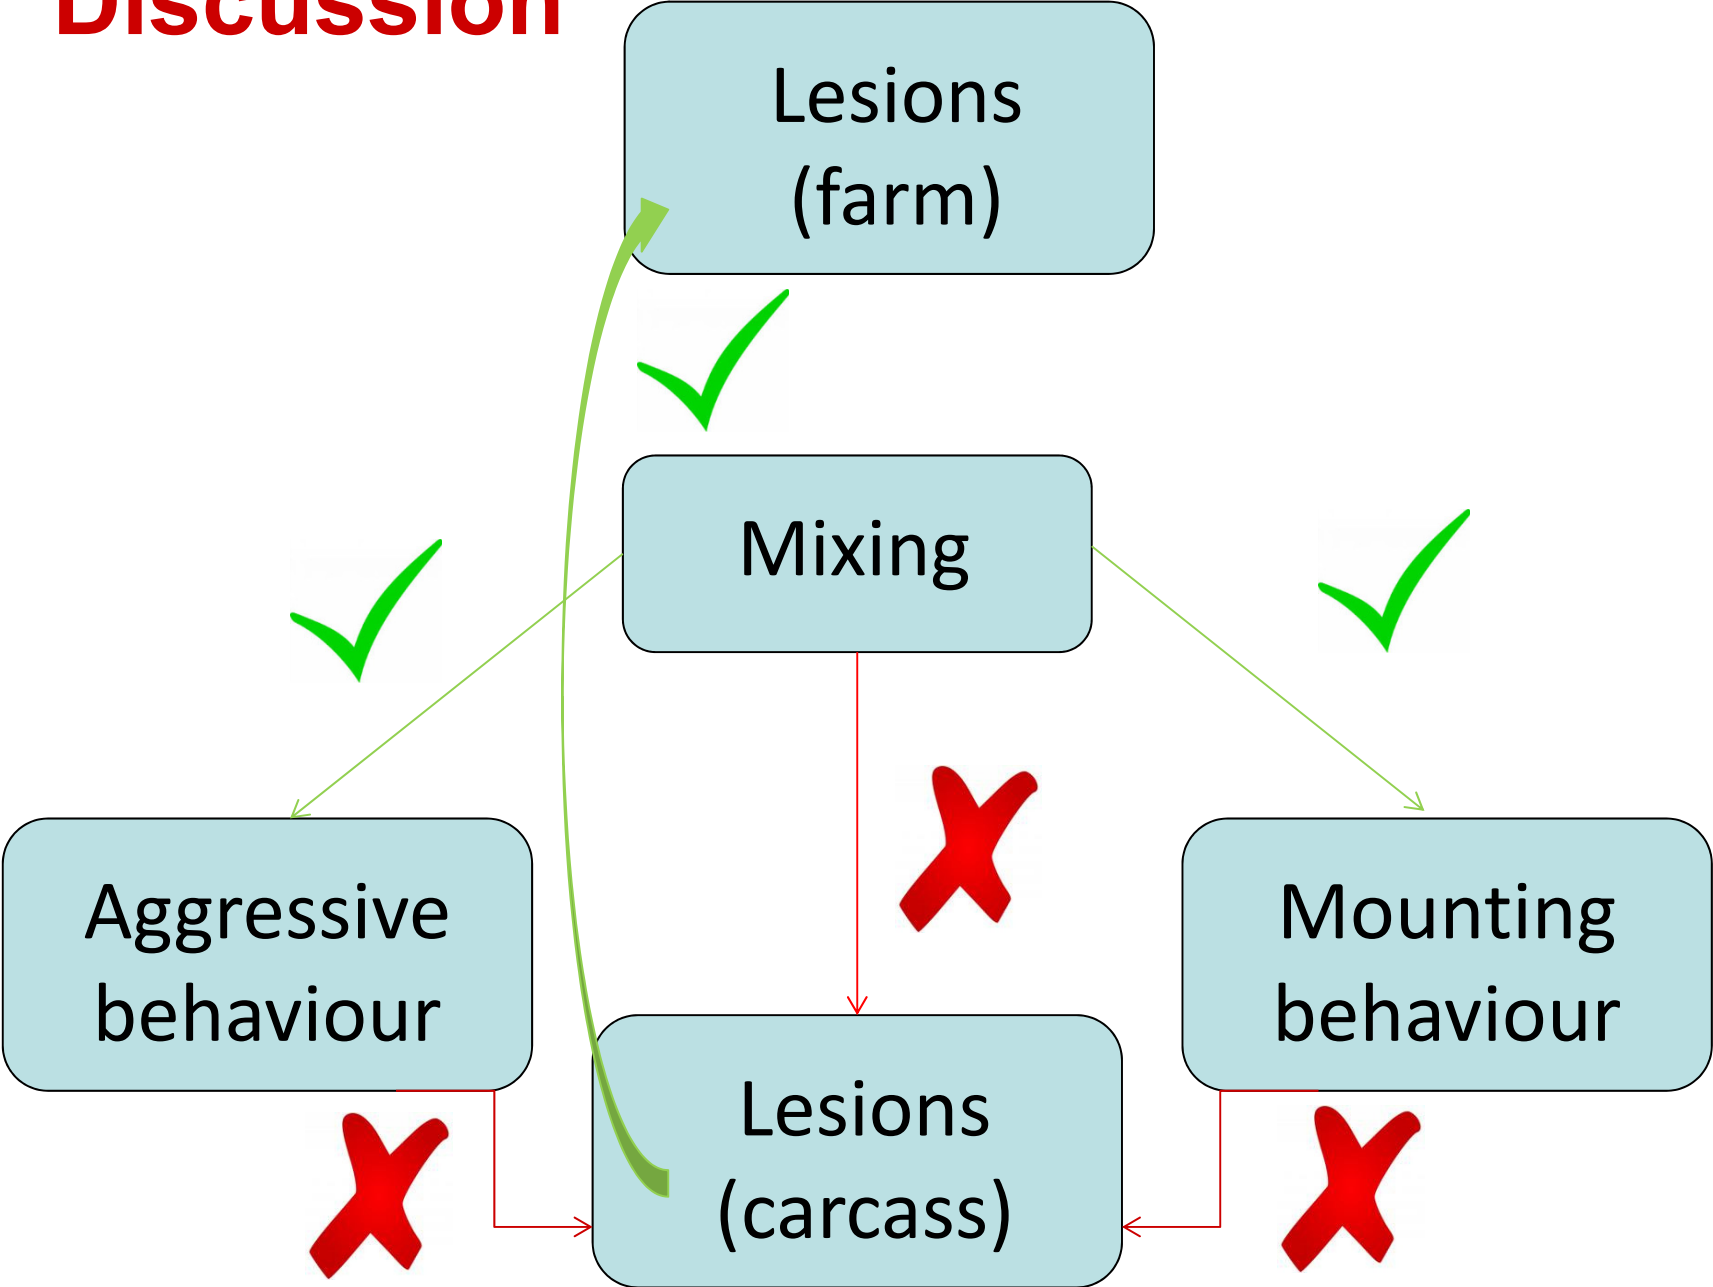 Discussion
Lesions
(farm)
Mixing
Aggressive
behaviour
Mounting
behaviour
Lesions
(carcass)